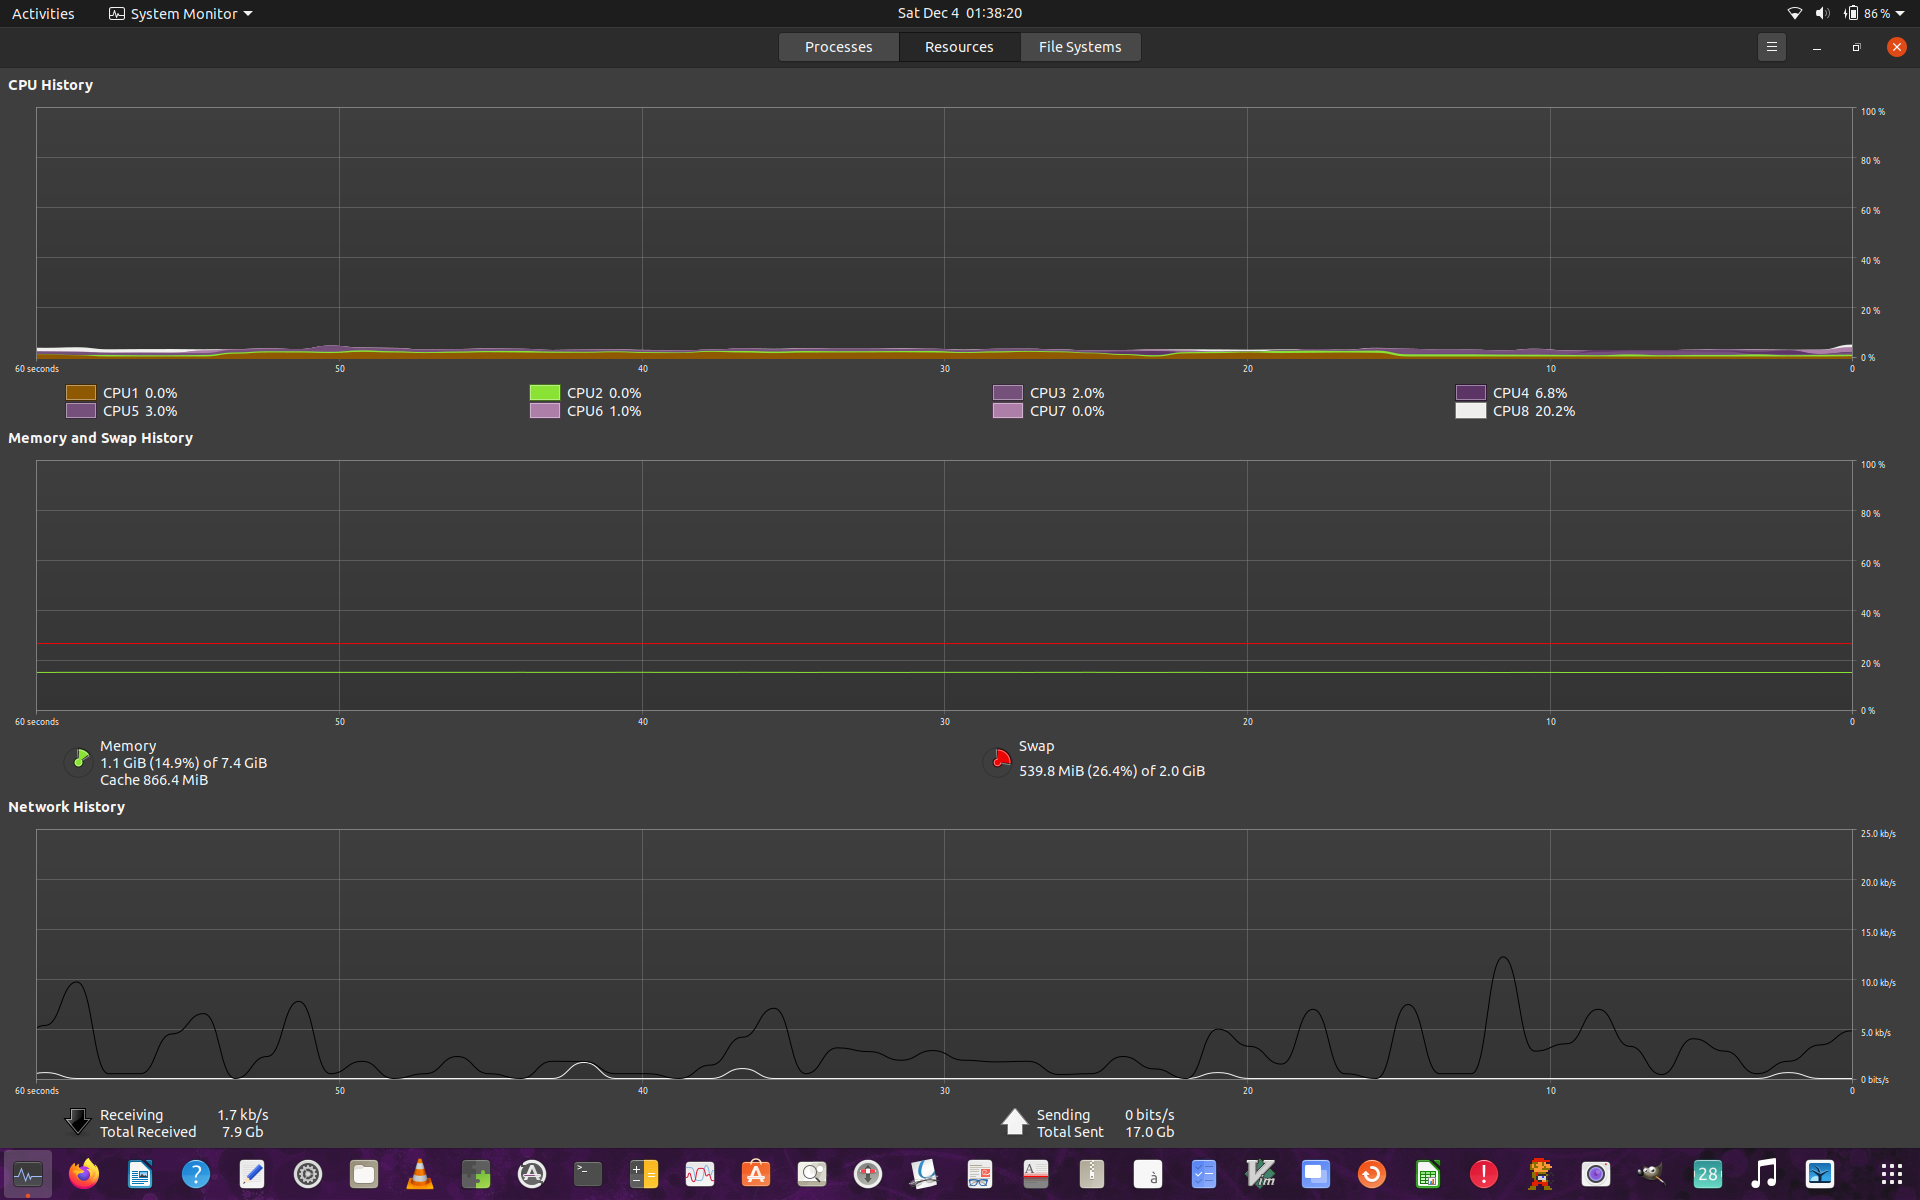 Activities System Monitor Sat Dec 4 01:38:20 86 %
Processes Resources File Systems
CPU History
100 %
80 %
60 %
40 %
20 %
0 %
60 seconds 50 40 30 20 10 0
CPU1 0.0% CPU2 0.0% CPU3 2.0% CPU4 6.8%
CPU5 3.0% CPU6 1.0% CPU7 0.0% CPU8 20.2%
Memory and Swap History
100 %
80 %
60 %
40 %
20 %
0 %
60 seconds 50 40 30 20 10 0
Memory
1.1 GiB (14.9%) of 7.4 GiB
Cache 866.4 MiB
Swap
539.8 MiB (26.4%) of 2.0 GiB
Network History
25.0 kb/s
20.0 kb/s
15.0 kb/s
10.0 kb/s
5.0 kb/s
0 bits/s
60 seconds 50 40 30 20 10 0
Receiving 1.7 kb/s
Total Received 7.9 Gb
Sending 0 bits/s
Total Sent 17.0 Gb
? >_ A à Vim ! 28